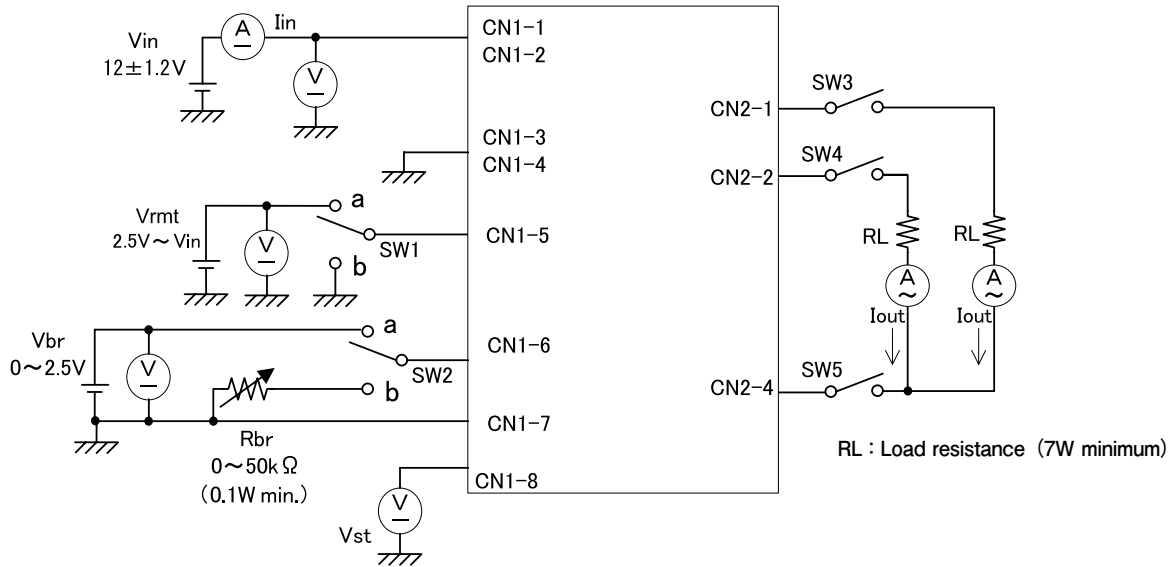 Vin
12±1.2V
A
Iin
V
CN1-1
CN1-2
CN1-3
CN1-4
Vrmt
2.5V～Vin
V
a
b
SW1
CN1-5
Vbr
0～2.5V
V
a
b
SW2
CN1-6
CN1-7
Rbr
0～50kΩ
(0.1W min.)
CN1-8
V
Vst
CN2-1
SW3
CN2-2
SW4
RL
RL
A
A
Iout
Iout
CN2-4
SW5
RL：Load resistance (7W minimum)